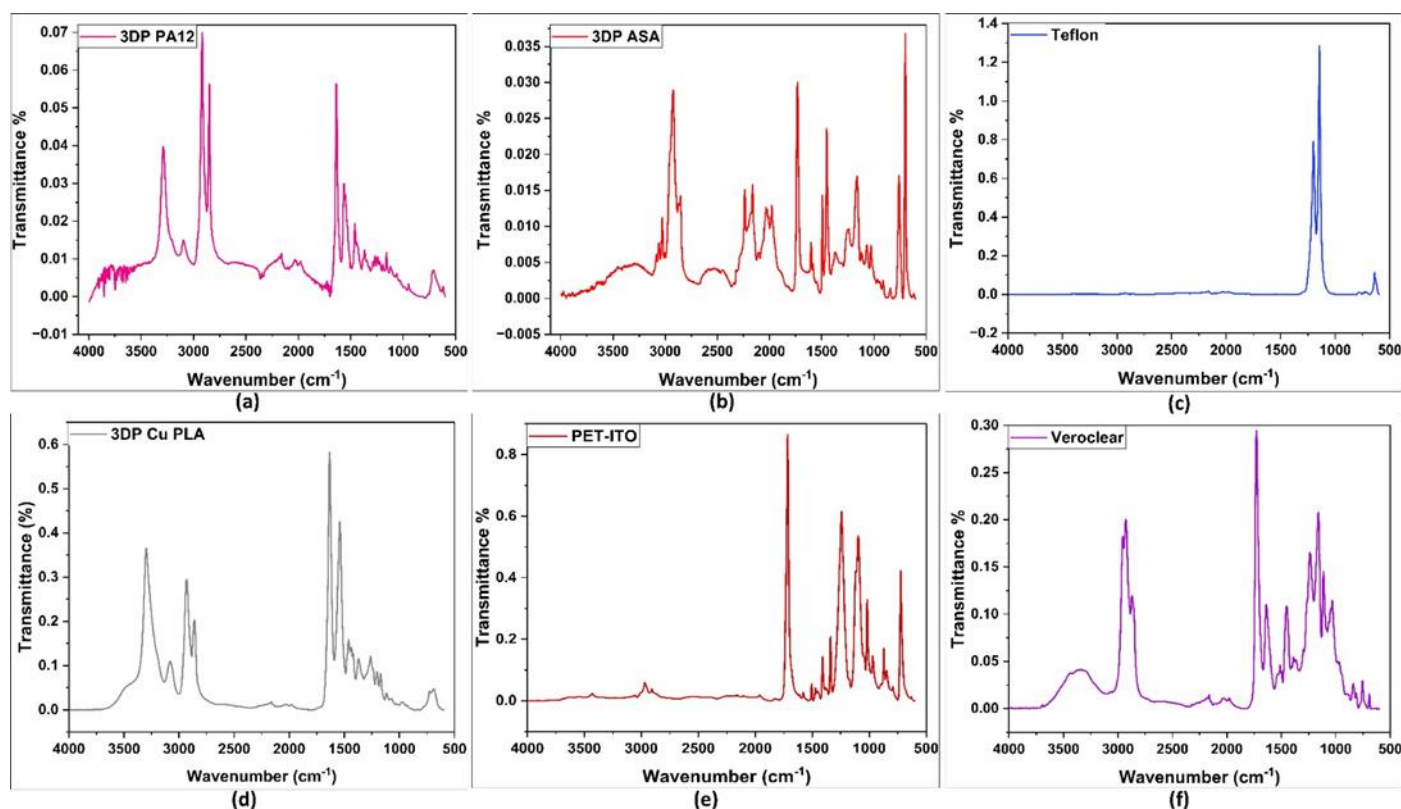 3DP PA12
0.07
0.06
0.05
0.04
0.03
0.02
0.01
0.00
−0.01
Transmittance %
4000 3500 3000 2500 2000 1500 1000 500
Wavenumber (cm⁻¹)
(a)
3DP ASA
0.035
0.030
0.025
0.020
0.015
0.010
0.005
0.000
−0.005
Transmittance %
4000 3500 3000 2500 2000 1500 1000 500
Wavenumber (cm⁻¹)
(b)
Teflon
1.4
1.2
1.0
0.8
0.6
0.4
0.2
0.0
−0.2
Transmittance %
4000 3500 3000 2500 2000 1500 1000 500
Wavenumber (cm⁻¹)
(c)
3DP Cu PLA
0.6
0.5
0.4
0.3
0.2
0.1
0.0
Transmittance (%)
4000 3500 3000 2500 2000 1500 1000 500
Wavenumber (cm⁻¹)
(d)
PET-ITO
0.8
0.6
0.4
0.2
0.0
Transmittance %
4000 3500 3000 2500 2000 1500 1000 500
Wavenumber (cm⁻¹)
(e)
Veroclear
0.30
0.25
0.20
0.15
0.10
0.05
0.00
Transmittance %
4000 3500 3000 2500 2000 1500 1000 500
Wavenumber (cm⁻¹)
(f)